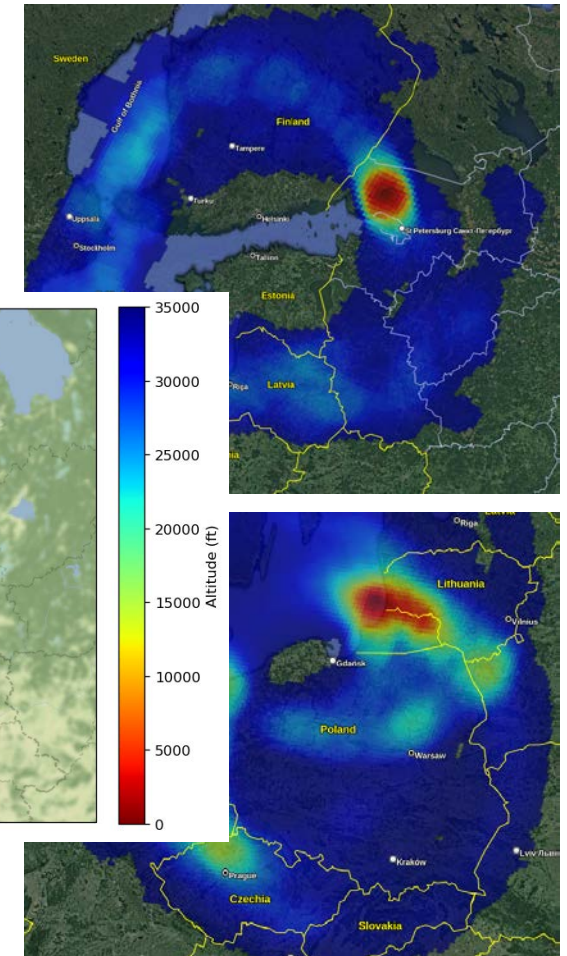 Sweden
Gulf of Bothnia
Finland
Tampere
Turku
Uppsala
Helsinki
St.Petersburg Санкт-Петербург
Stockholm
Tallinn
Estonia
Riga
Latvia
35000
30000
25000
20000
15000
10000
5000
0
Altitude (ft)
Riga
Lithuania
Vilnius
Gdańsk
Poland
Warsaw
Prague
Kraków
Czechia
Slovakia